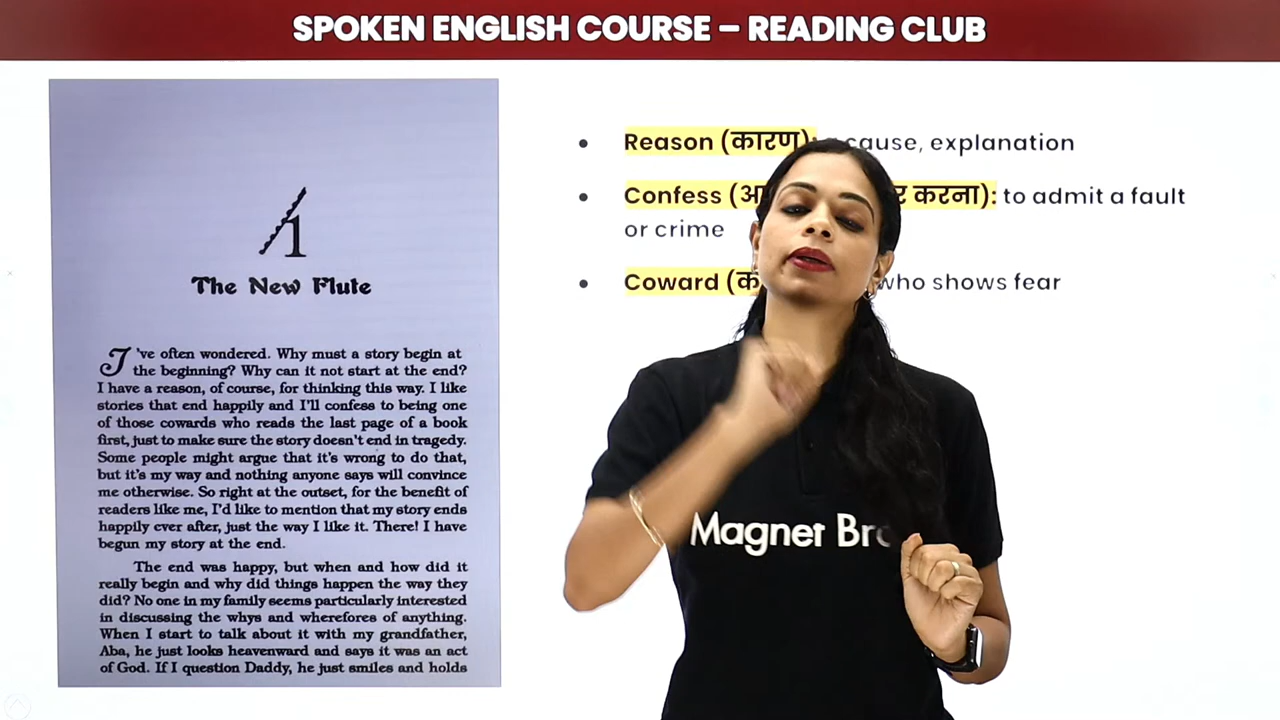 SPOKEN ENGLISH COURSE – READING CLUB
1
The New Flute
I've often wondered. Why must a story begin at
the beginning? Why can it not start at the end?
I have a reason, of course, for thinking this way. I like
stories that end happily and I'll confess to being one
of those cowards who reads the last page of a book
first, just to make sure the story doesn't end in tragedy.
Some people might argue that it's wrong to do that,
but it's my way and nothing anyone says will convince
me otherwise. So right at the outset, for the benefit of
readers like me, I'd like to mention that my story ends
happily ever after, just the way I like it. There! I have
begun my story at the end.
The end was happy, but when and how did it
really begin and why did things happen the way they
did? No one in my family seems particularly interested
in discussing the whys and wherefores of anything.
When I start to talk about it with my grandfather,
Aba, he just looks heavenward and says it was an act
of God. If I question Daddy, he just smiles and holds
• Reason (कारण): cause, explanation
• Confess ( करना): to admit a fault
or crime
• Coward ( who shows fear
Magnet